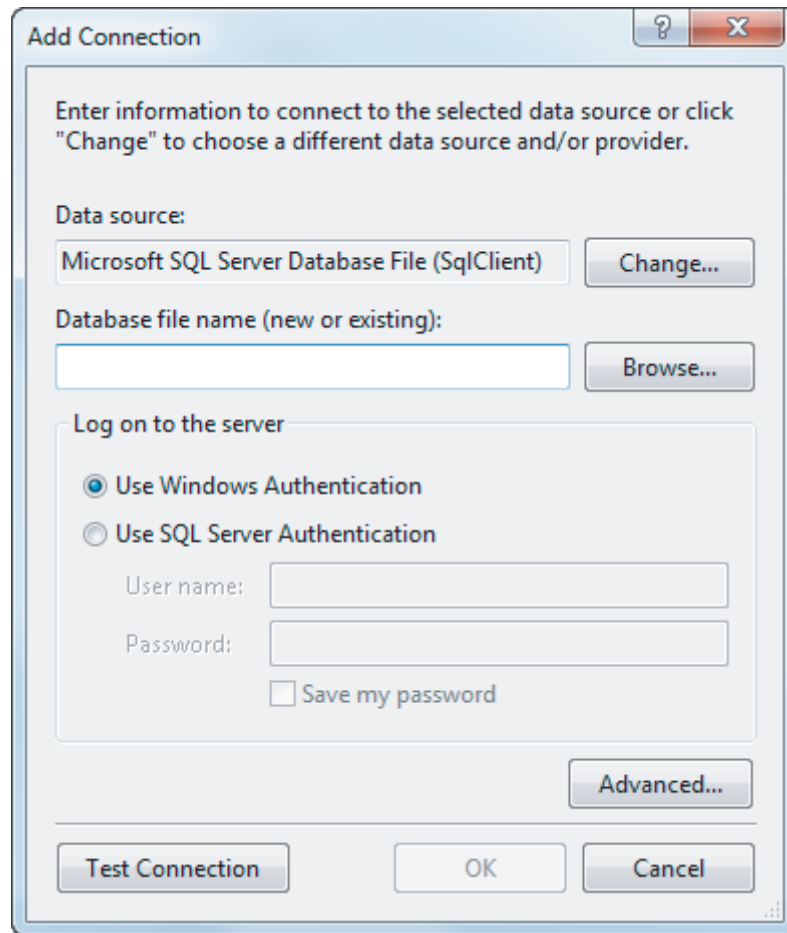 Add Connection
?
Enter information to connect to the selected data source or click
"Change" to choose a different data source and/or provider.
Data source:
Microsoft SQL Server Database File (SqlClient)
Change...
Database file name (new or existing):
Browse...
Log on to the server
Use Windows Authentication
Use SQL Server Authentication
User name:
Password:
Save my password
Advanced...
Test Connection
OK
Cancel